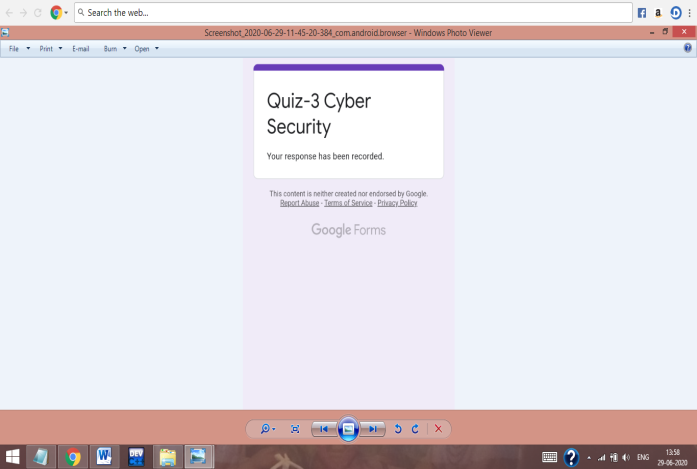 Search the web...
Screenshot_2020-06-29-11-45-20-384_com.android.browser - Windows Photo Viewer
File Print E-mail Burn Open
Quiz-3 Cyber
Security
Your response has been recorded.
This content is neither created nor endorsed by Google.
Report Abuse - Terms of Service - Privacy Policy
Google Forms
DEV
ENG
13:58
29-06-2020